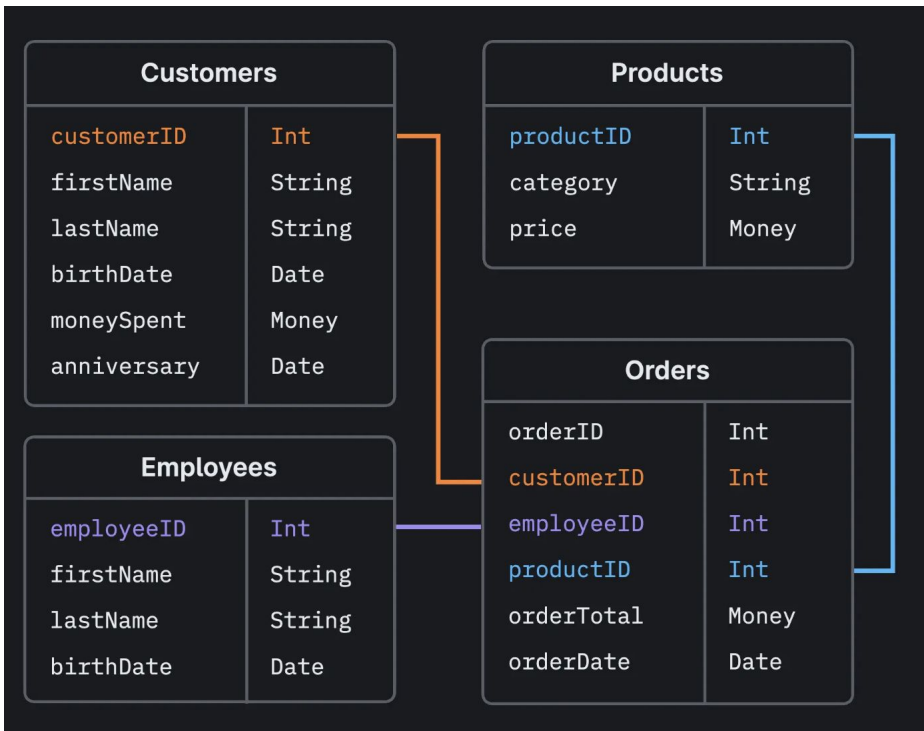 Customers
customerID Int
firstName String
lastName String
birthDate Date
moneySpent Money
anniversary Date
Products
productID Int
category String
price Money
Employees
employeeID Int
firstName String
lastName String
birthDate Date
Orders
orderID Int
customerID Int
employeeID Int
productID Int
orderTotal Money
orderDate Date